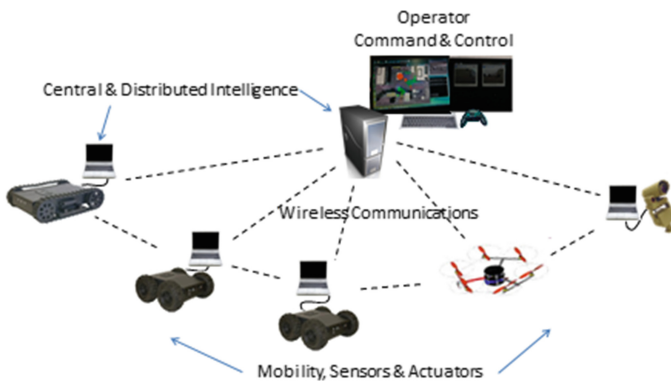 Operator
Command & Control
Central & Distributed Intelligence
Wireless Communications
Mobility, Sensors & Actuators